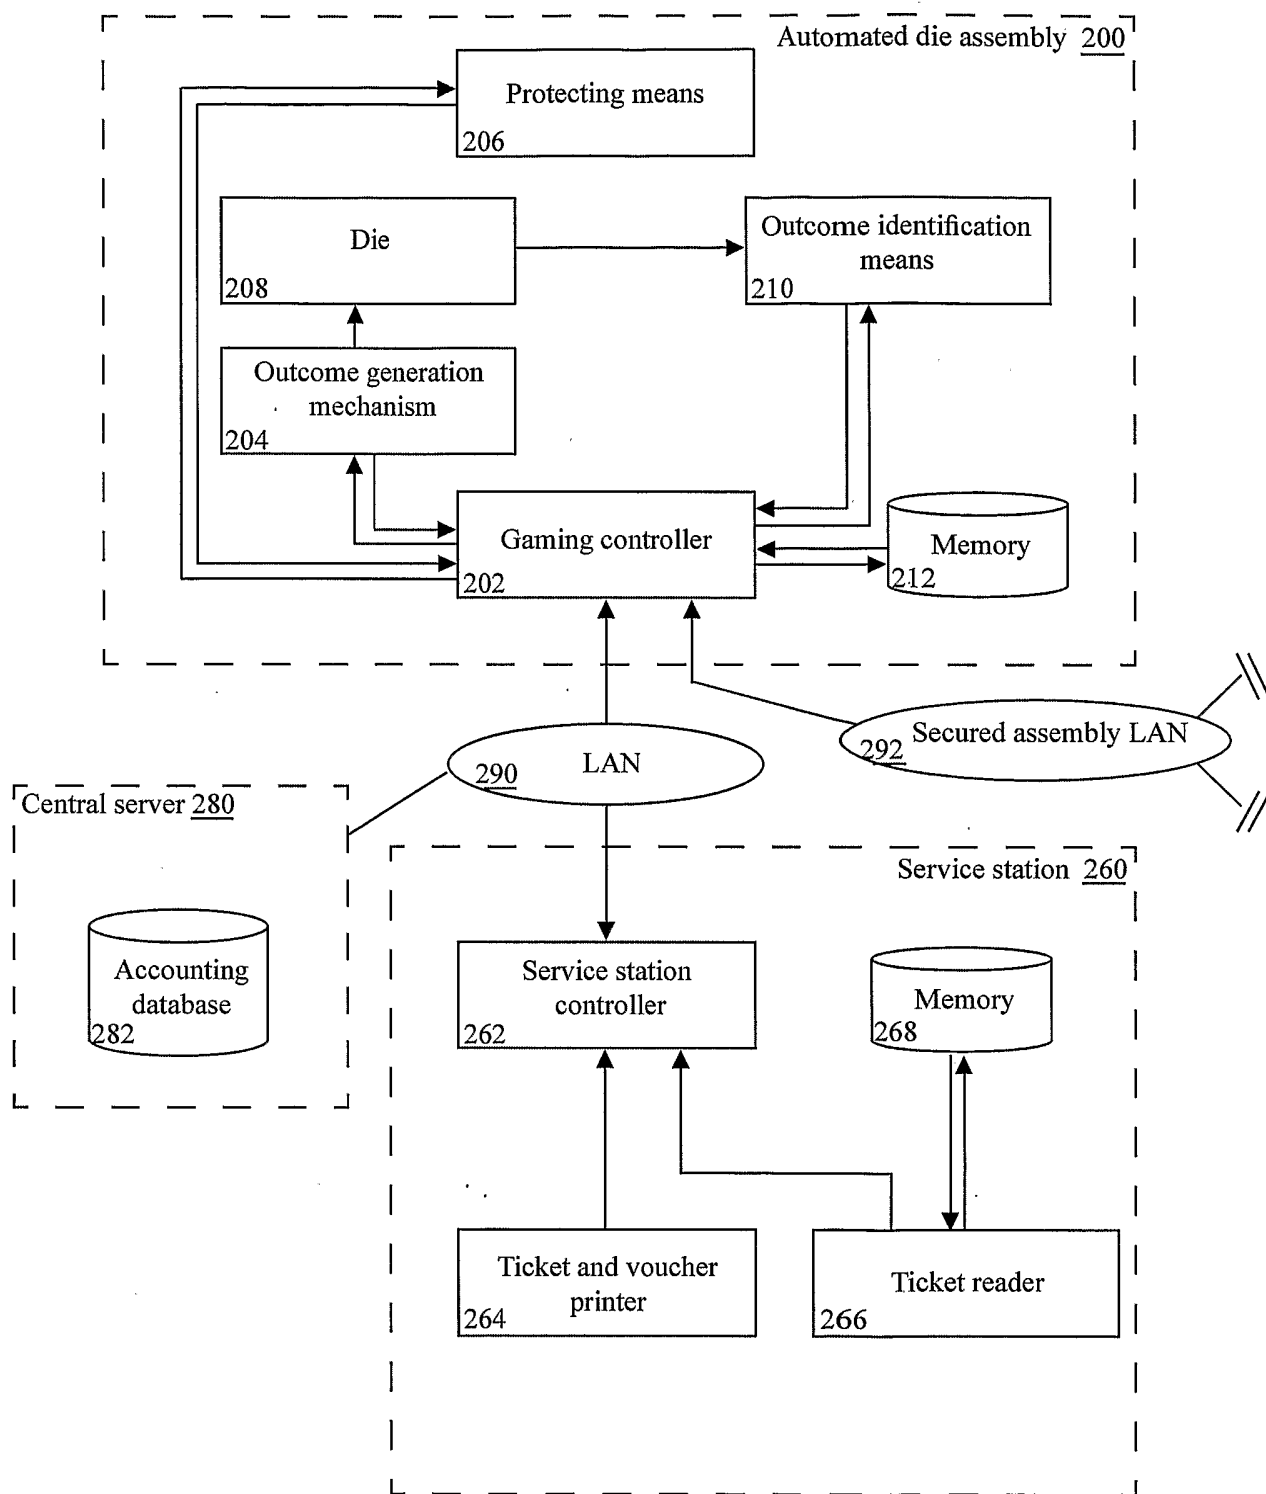 Automated die assembly 200
Protecting means
206
Die
208
Outcome identification
means
210
Outcome generation
mechanism
204
Gaming controller
202
Memory
212
Secured assembly LAN
292
LAN
290
Central server 280
Accounting
database
282
Service station 260
Service station
controller
262
Memory
268
Ticket and voucher
printer
264
Ticket reader
266